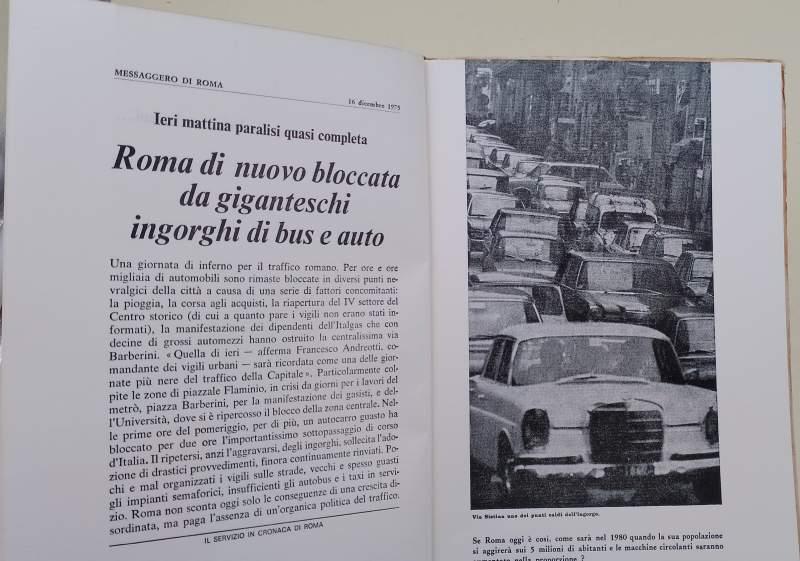 MESSAGGERO DI ROMA
16 dicembre 1975
Ieri mattina paralisi quasi completa
Roma di nuovo bloccata
da giganteschi
ingorghi di bus e auto
Una giornata di inferno per il traffico romano. Per ore e ore
migliaia di automobili sono rimaste bloccate in diversi punti ne-
vralgici della città a causa di una serie di fattori concomitanti:
la pioggia, la corsa agli acquisti, la riapertura del IV settore del
Centro storico (di cui a quanto pare i vigili non erano stati in-
formati), la manifestazione dei dipendenti dell'Italgas che con
decine di grossi automezzi hanno ostruito la centralissima via
Barberini. « Quella di ieri — afferma Francesco Andreotti, co-
mandante dei vigili urbani — sarà ricordata come una delle gior-
nate più nere del traffico della Capitale ». Particolarmente col-
pite le zone di piazzale Flaminio, in crisi da giorni per i lavori del
metrò, piazza Barberini, per la manifestazione dei gasisti, e del-
l'Università, dove si è ripercosso il blocco della zona centrale. Nel-
le prime ore del pomeriggio, per di più, un autocarro guasto ha
bloccato per due ore l'importantissimo sottopassaggio di corso
d'Italia. Il ripetersi, anzi l'aggravarsi, degli ingorghi, sollecita l'ado-
zione di drastici provvedimenti, finora continuamente rinviati. Po-
chi e mal organizzati i vigili sulle strade, vecchi e spesso guasti
gli impianti semaforici, insufficienti gli autobus e i taxi in servi-
zio. Roma non sconta oggi solo le conseguenze di una crescita di-
sordinata, ma paga l'assenza di un'organica politica del traffico.
IL SERVIZIO IN CRONACA DI ROMA
Via Sistina uno dei punti caldi dell'ingorgo.
Se Roma oggi è così, come sarà nel 1980 quando la sua popolazione
si aggirerà sui 5 milioni di abitanti e le macchine circolanti saranno
aumentate nella proporzione ?